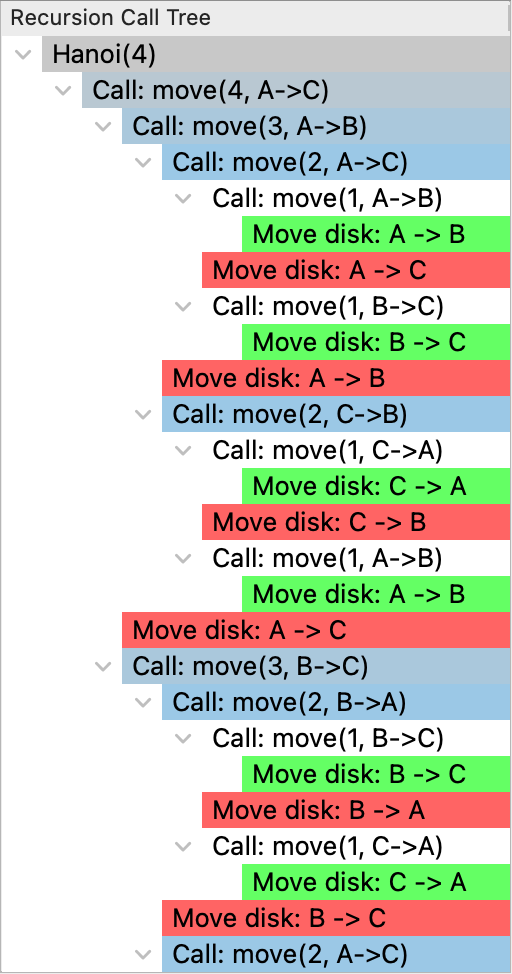 Recursion Call Tree
Hanoi(4)
Call: move(4, A->C)
Call: move(3, A->B)
Call: move(2, A->C)
Call: move(1, A->B)
Move disk: A -> B
Move disk: A -> C
Call: move(1, B->C)
Move disk: B -> C
Move disk: A -> B
Call: move(2, C->B)
Call: move(1, C->A)
Move disk: C -> A
Move disk: C -> B
Call: move(1, A->B)
Move disk: A -> B
Move disk: A -> C
Call: move(3, B->C)
Call: move(2, B->A)
Call: move(1, B->C)
Move disk: B -> C
Move disk: B -> A
Call: move(1, C->A)
Move disk: C -> A
Move disk: B -> C
Call: move(2, A->C)